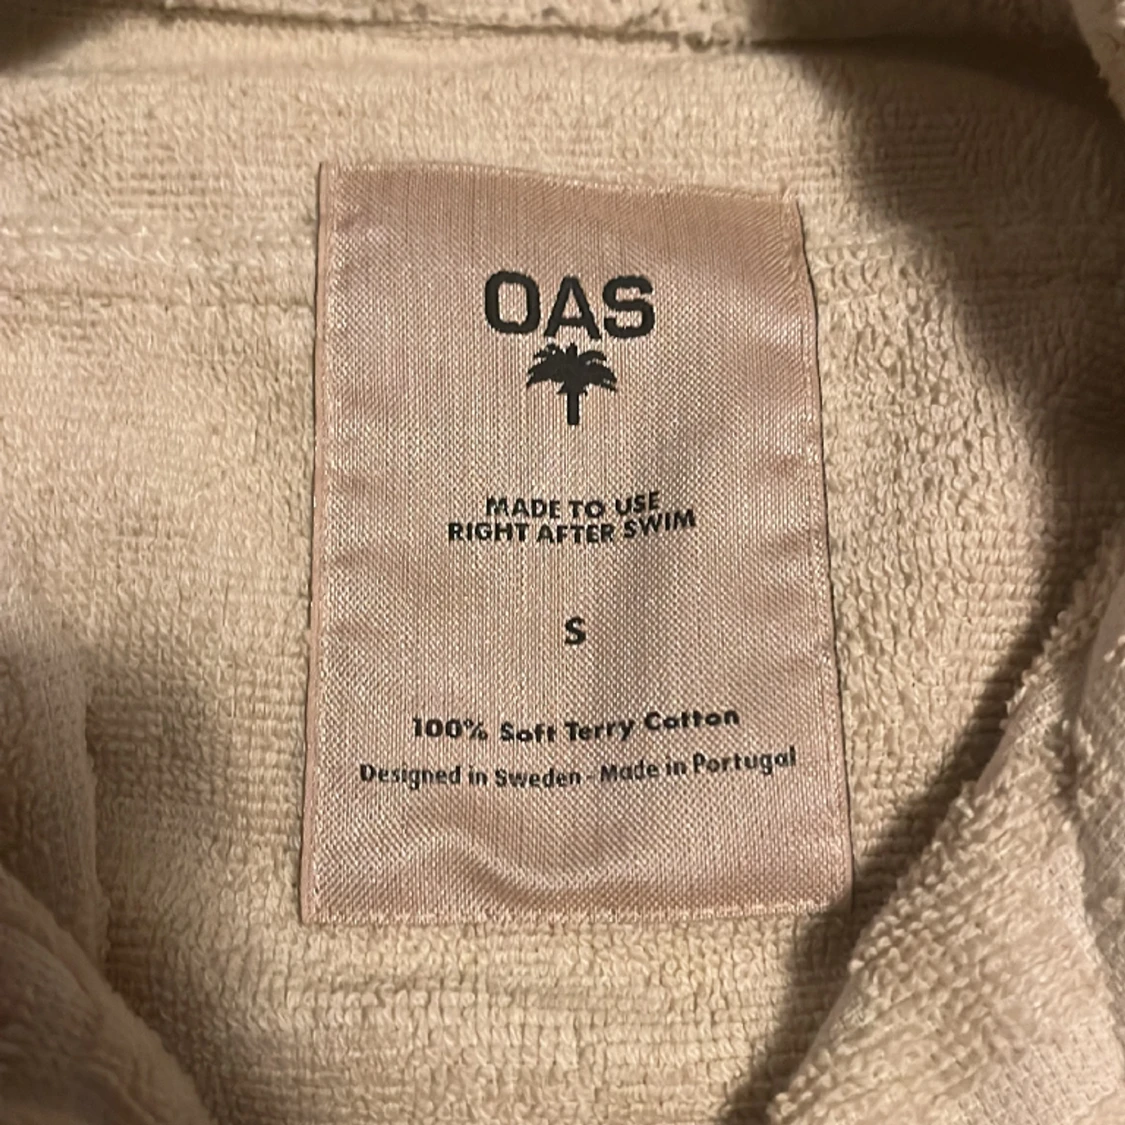 OAS
MADE TO USE
RIGHT AFTER SWIM
S
100% Soft Terry Cotton
Designed in Sweden - Made in Portugal